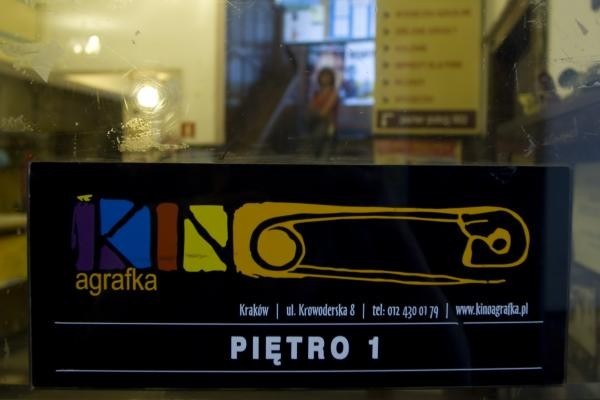 KINO
agrafka
Kraków | ul. Krowoderska 8 | tel: 012 430 01 79 | www.kinoagrafka.pl
PIĘTRO 1